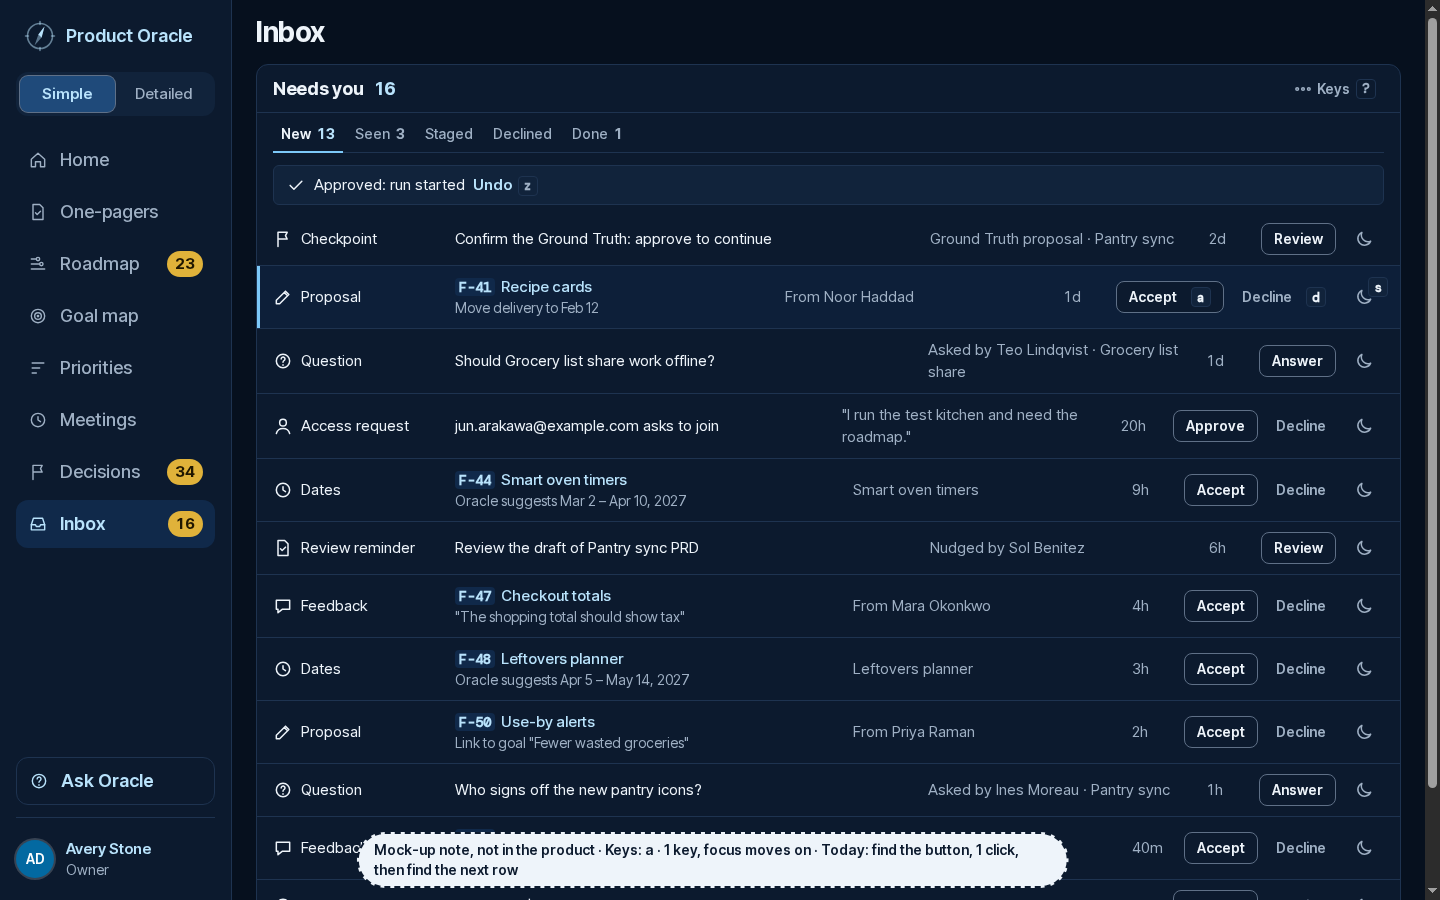 Product Oracle
Simple Detailed
Home
One-pagers
Roadmap 23
Goal map
Priorities
Meetings
Decisions 34
Inbox 16
Ask Oracle
AD Avery Stone
Owner
Inbox
Needs you 16
Keys ?
New 13 Seen 3 Staged Declined Done 1
Approved: run started Undo z
Checkpoint Confirm the Ground Truth: approve to continue Ground Truth proposal · Pantry sync 2d Review
Proposal F-41 Recipe cards From Noor Haddad 1d Accept a Decline d s
Move delivery to Feb 12
Question Should Grocery list share work offline? Asked by Teo Lindqvist · Grocery list 1d Answer
share
Access request jun.arakawa@example.com asks to join "I run the test kitchen and need the 20h Approve Decline
roadmap."
Dates F-44 Smart oven timers Smart oven timers 9h Accept Decline
Oracle suggests Mar 2 – Apr 10, 2027
Review reminder Review the draft of Pantry sync PRD Nudged by Sol Benitez 6h Review
Feedback F-47 Checkout totals From Mara Okonkwo 4h Accept Decline
"The shopping total should show tax"
Dates F-48 Leftovers planner Leftovers planner 3h Accept Decline
Oracle suggests Apr 5 – May 14, 2027
Proposal F-50 Use-by alerts From Priya Raman 2h Accept Decline
Link to goal "Fewer wasted groceries"
Question Who signs off the new pantry icons? Asked by Ines Moreau · Pantry sync 1h Answer
40m Accept Decline
Mock-up note, not in the product · Keys: a · 1 key, focus moves on · Today: find the button, 1 click,
then find the next row